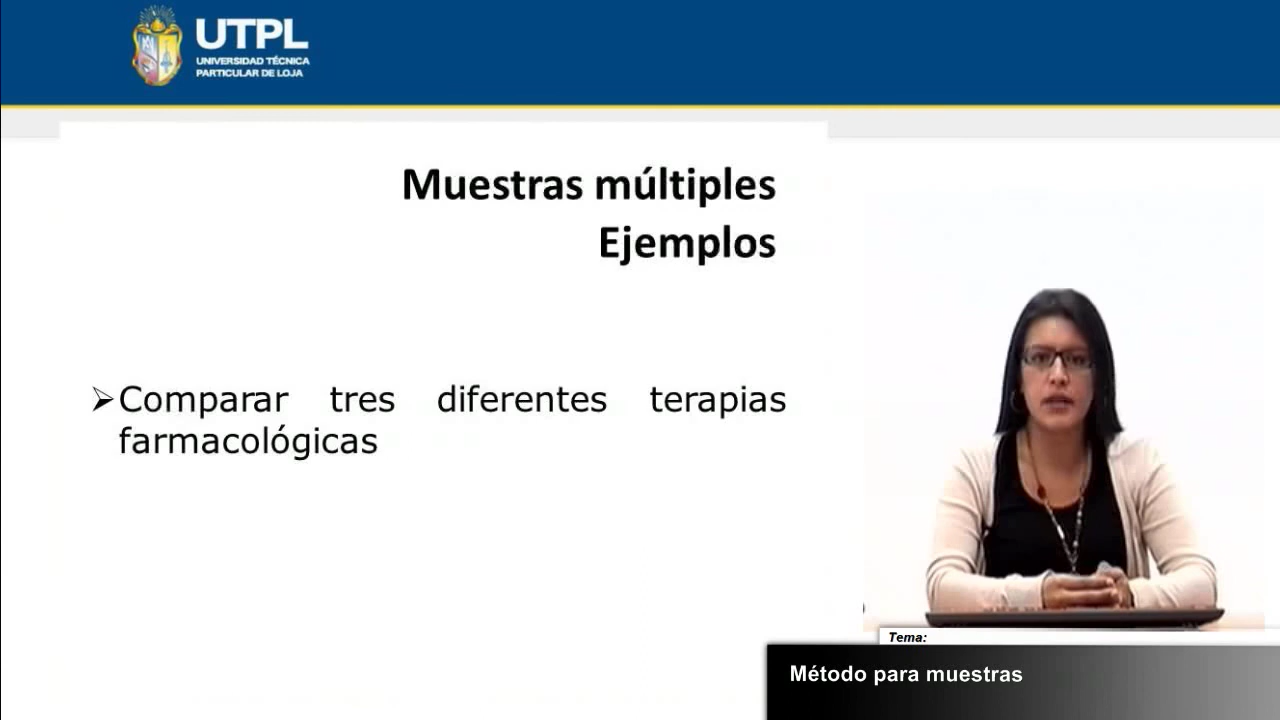 UTPL
UNIVERSIDAD TÉCNICA
PARTICULAR DE LOJA
Muestras múltiples
Ejemplos
➢Comparar tres diferentes terapias
farmacológicas
Tema:
Método para muestras